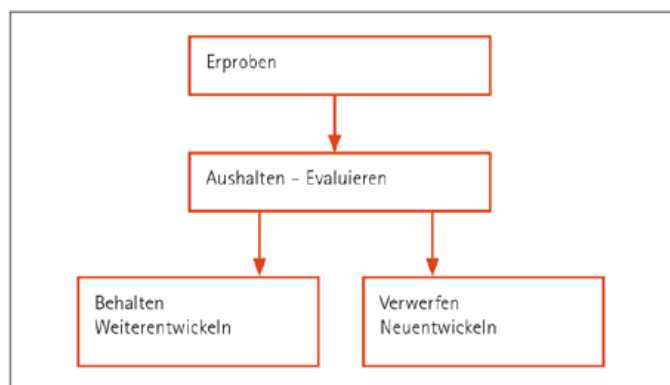 Erproben
Aushalten – Evaluieren
Behalten
Weiterentwickeln
Verwerfen
Neuentwickeln